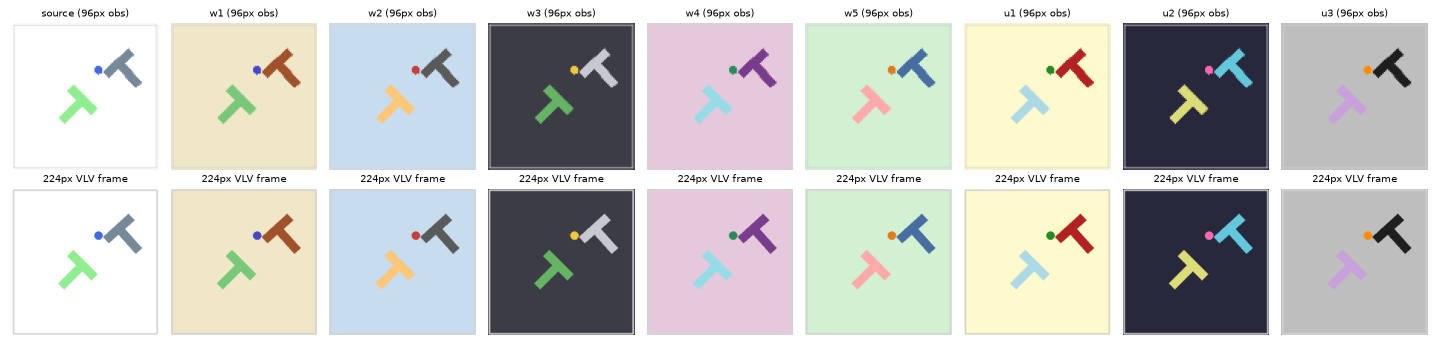 source (96px obs) w1 (96px obs) w2 (96px obs) w3 (96px obs) w4 (96px obs) w5 (96px obs) u1 (96px obs) u2 (96px obs) u3 (96px obs)
224px VLV frame 224px VLV frame 224px VLV frame 224px VLV frame 224px VLV frame 224px VLV frame 224px VLV frame 224px VLV frame 224px VLV frame